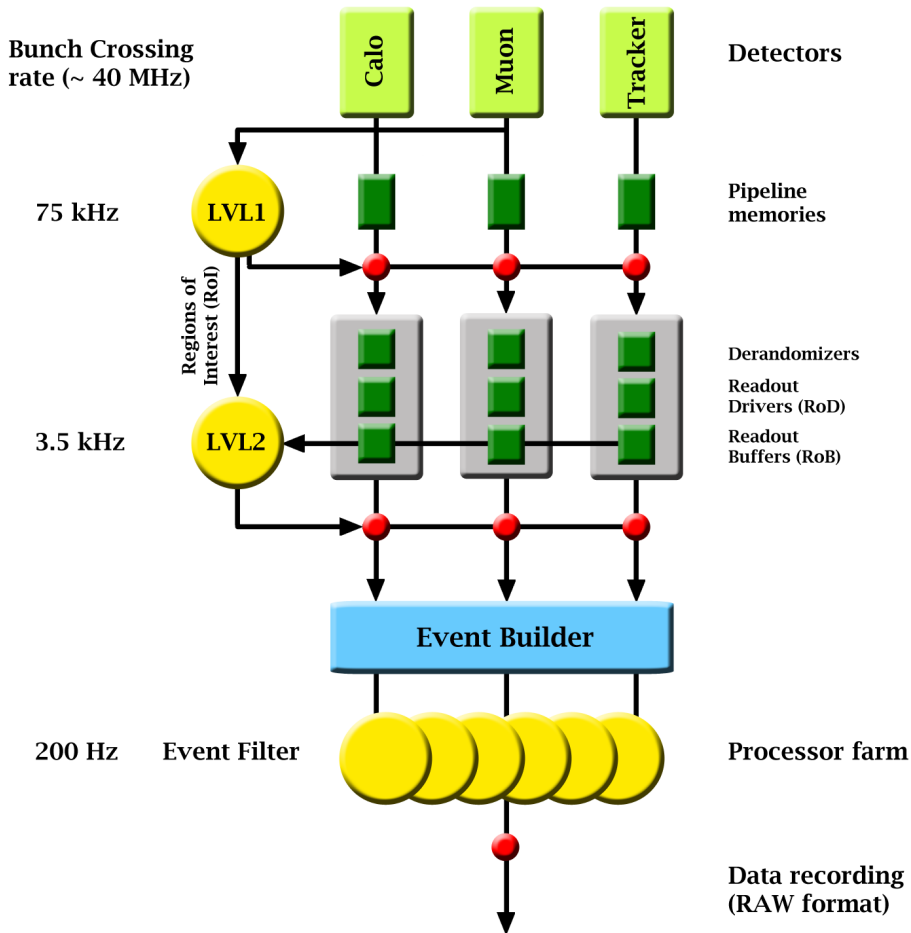 Bunch Crossing
rate (~ 40 MHz)
Calo
Muon
Tracker
Detectors
75 kHz
LVL1
Pipeline
memories
Regions of
Interest (RoI)
Derandomizers
Readout
Drivers (RoD)
3.5 kHz
LVL2
Readout
Buffers (RoB)
Event Builder
200 Hz
Event Filter
Processor farm
Data recording
(RAW format)